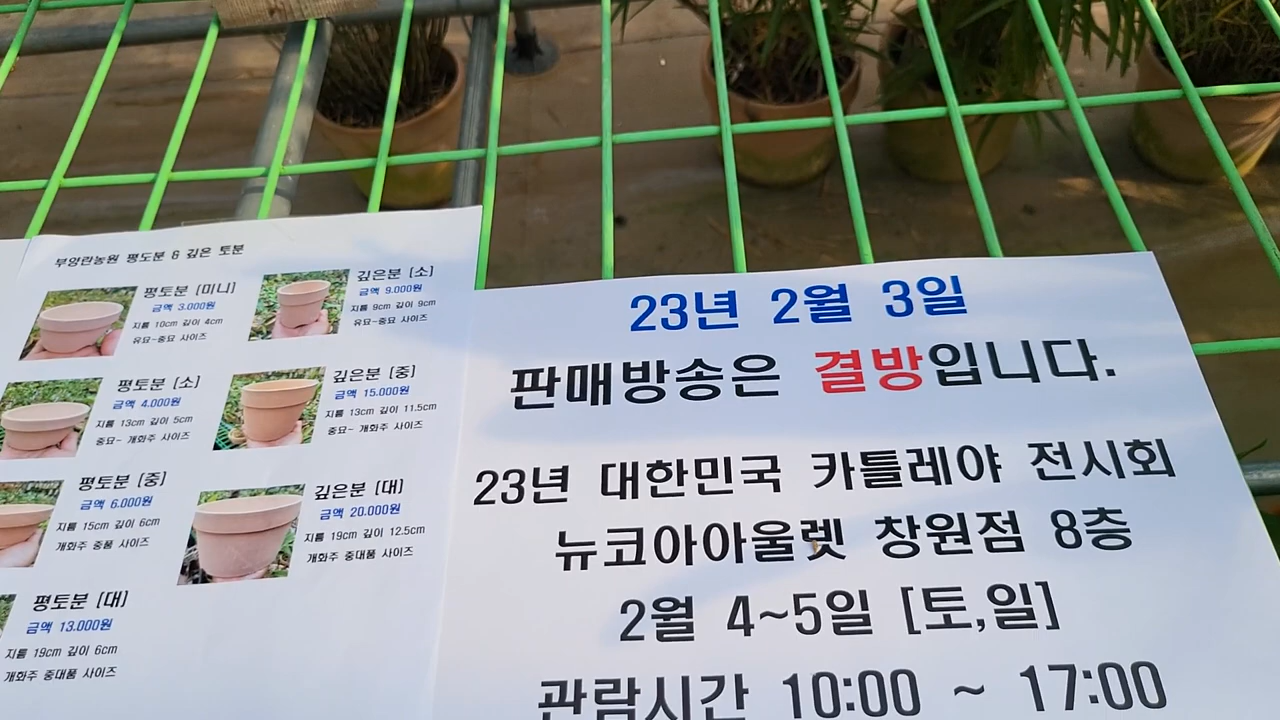 부양란농원 평도분 & 깊은 토분
평토분 [미니]
금액 3.000원
지름 10cm 깊이 4cm
유묘~중묘 사이즈
깊은분 [소]
금액 9.000원
지름 9cm 깊이 9cm
유묘~중묘 사이즈
평토분 [소]
금액 4.000원
지름 13cm 깊이 5cm
중묘~ 개화주 사이즈
깊은분 [중]
금액 15.000원
지름 13cm 깊이 11.5cm
중묘~ 개화주 사이즈
평토분 [중]
금액 6.000원
지름 15cm 깊이 6cm
개화주 중품 사이즈
깊은분 [대]
금액 20.000원
지름 19cm 깊이 12.5cm
개화주 중대품 사이즈
평토분 [대]
금액 13.000원
지름 19cm 깊이 6cm
개화주 중대품 사이즈
23년 2월 3일
판매방송은 결방입니다.
23년 대한민국 카틀레야 전시회
뉴코아아울렛 창원점 8층
2월 4~5일 [토,일]
관람시간 10:00 ~ 17:00